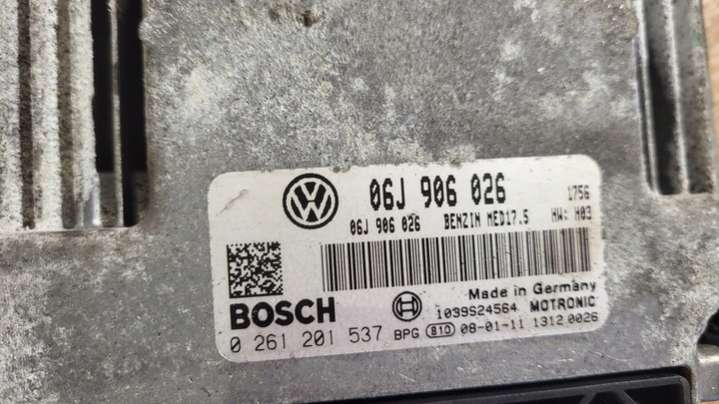 06J 906 026 1756
06J 906 026 BENZIN MED17.5 HW: H03
Made in Germany
BOSCH 1039S24564 MOTRONIC
0 261 201 537 BPG 810 08-01-11 1312 0026